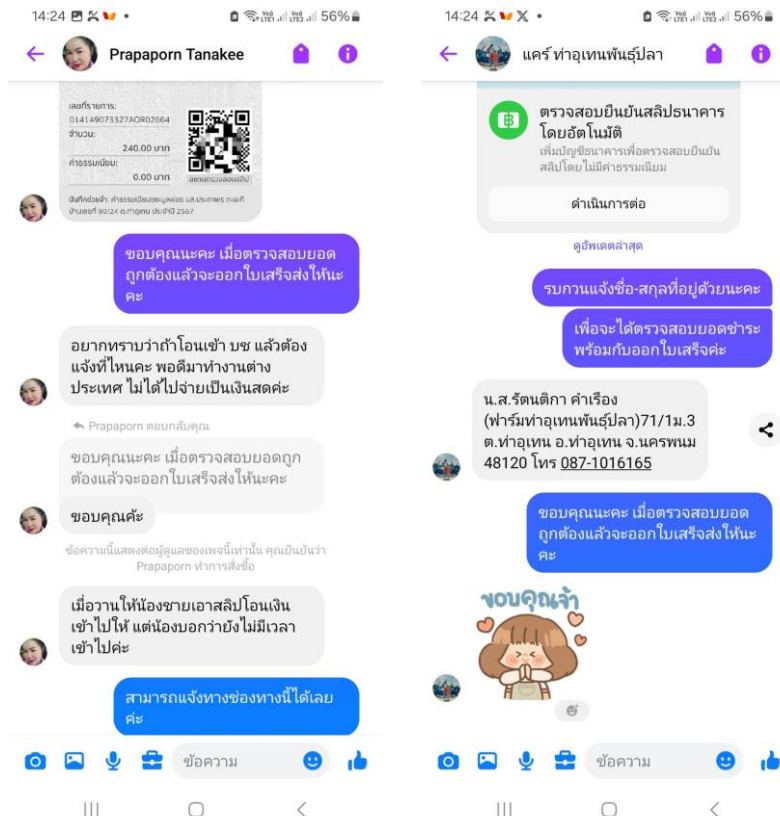 14:24
56%
Prapaporn Tanakee
เลขที่รายการ:
014149073327AOR02664
จำนวน:
240.00 บาท
ค่าธรรมเนียม:
0.00 บาท
สแกนตรวจสอบสลิป
ขอบคุณนะคะ เมื่อตรวจสอบยอด
ถูกต้องแล้วจะออกใบเสร็จส่งให้นะ
คะ
อยากทราบว่าถ้าโอนเข้า บช แล้วต้อง
แจ้งที่ไหนคะ พอดีมาทำงานต่าง
ประเทศ ไม่ได้ไปจ่ายเป็นเงินสดค่ะ
Prapaporn ตอบกลับคุณ
ขอบคุณนะคะ เมื่อตรวจสอบยอดถูก
ต้องแล้วจะออกใบเสร็จส่งให้นะคะ
ขอบคุณค้ะ
ข้อความนี้แสดงต่อผู้ดูแลของเพจนี้เท่านั้น คุณยืนยันว่า
Prapaporn ทำการสั่งซื้อ
เมื่อวานให้น้องชายเอาสลิปโอนเงิน
เข้าไปให้ แต่น้องบอกว่ายังไม่มีเวลา
เข้าไปค่ะ
สามารถแจ้งทางช่องทางนี้ได้เลย
ค่ะ
ข้อความ
14:24
56%
แคร์ ท่าอุเทนพันธุ์ปลา
ตรวจสอบยืนยันสลิปธนาคาร
โดยอัตโนมัติ
เพิ่มบัญชีธนาคารเพื่อตรวจสอบยืนยัน
สลิปโดยไม่มีค่าธรรมเนียม
ดำเนินการต่อ
ดูอัพเดตล่าสุด
รบกวนแจ้งชื่อ-สกุลที่อยู่ด้วยนะคะ
เพื่อจะได้ตรวจสอบยอดชำระ
พร้อมกับออกใบเสร็จค่ะ
น.ส.รัตนติกา คำเรือง
(ฟาร์มท่าอุเทนพันธุ์ปลา)71/1ม.3
ต.ท่าอุเทน อ.ท่าอุเทน จ.นครพนม
48120 โทร 087-1016165
ขอบคุณนะคะ เมื่อตรวจสอบยอด
ถูกต้องแล้วจะออกใบเสร็จส่งให้นะ
คะ
ขอบคุณจ้า
ข้อความ